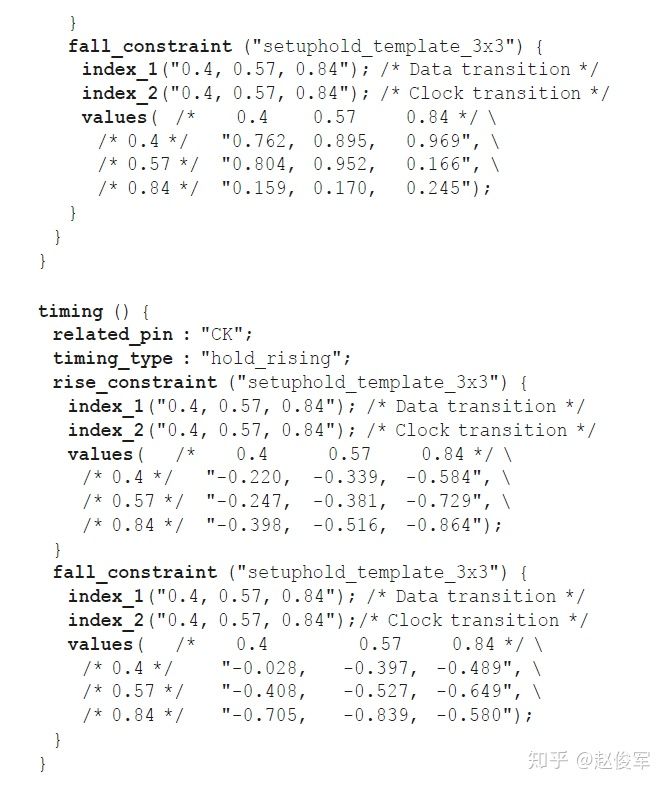 }
fall_constraint ("setuphold_template_3x3") {
index_1("0.4, 0.57, 0.84"); /* Data transition */
index_2("0.4, 0.57, 0.84"); /* Clock transition */
values( /* 0.4 0.57 0.84 */ \
/* 0.4 */ "0.762, 0.895, 0.969", \
/* 0.57 */ "0.804, 0.952, 0.166", \
/* 0.84 */ "0.159, 0.170, 0.245");
}
}
}
timing () {
related_pin : "CK";
timing_type : "hold_rising";
rise_constraint ("setuphold_template_3x3") {
index_1("0.4, 0.57, 0.84"); /* Data transition */
index_2("0.4, 0.57, 0.84"); /* Clock transition */
values( /* 0.4 0.57 0.84 */ \
/* 0.4 */ "-0.220, -0.339, -0.584", \
/* 0.57 */ "-0.247, -0.381, -0.729", \
/* 0.84 */ "-0.398, -0.516, -0.864");
}
fall_constraint ("setuphold_template_3x3") {
index_1("0.4, 0.57, 0.84"); /* Data transition */
index_2("0.4, 0.57, 0.84");/* Clock transition */
values( /* 0.4 0.57 0.84 */ \
/* 0.4 */ "-0.028, -0.397, -0.489", \
/* 0.57 */ "-0.408, -0.527, -0.649", \
/* 0.84 */ "-0.705, -0.839, -0.580");
}
}
知乎 @赵俊军